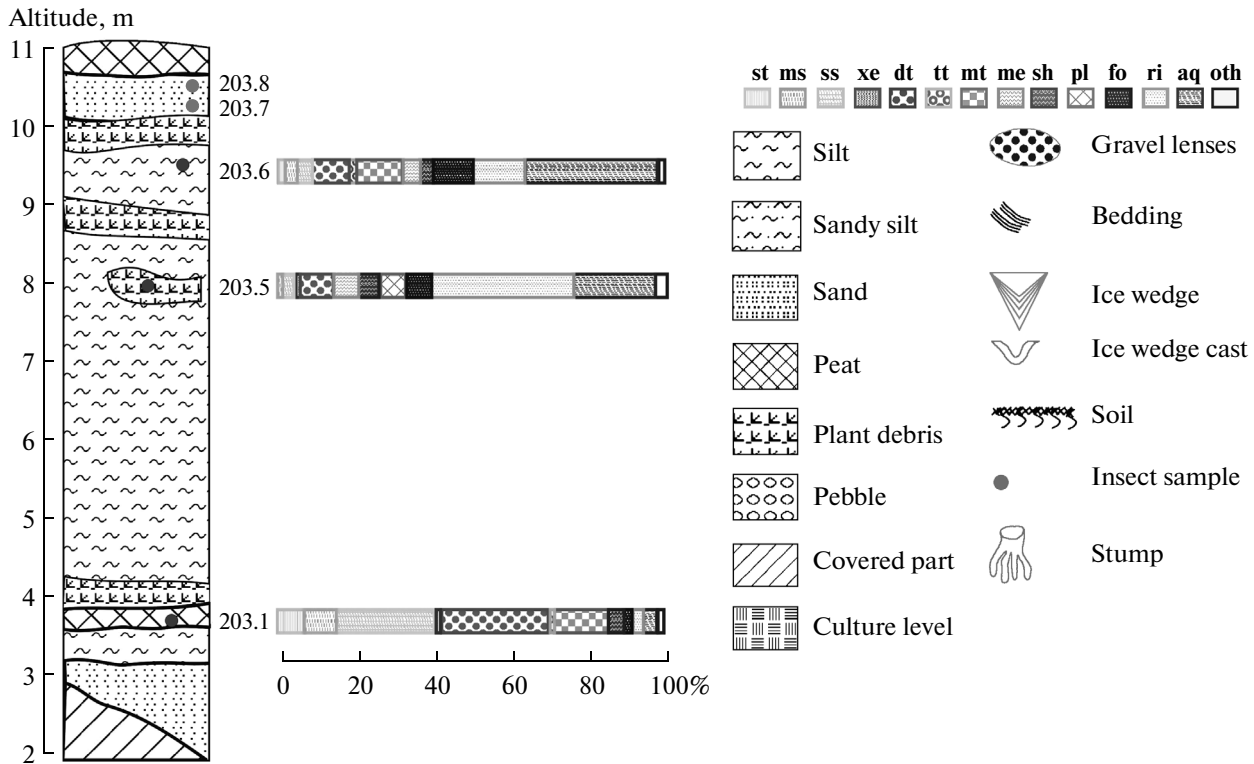 Altitude, m
11
10
9
8
7
6
5
4
3
2
203.8
203.7
203.6
203.5
203.1
0 20 40 60 80 100%
st ms ss xe dt tt mt me sh pl fo ri aq oth
Silt
Sandy silt
Sand
Peat
Plant debris
Pebble
Covered part
Culture level
Gravel lenses
Bedding
Ice wedge
Ice wedge cast
Soil
Insect sample
Stump